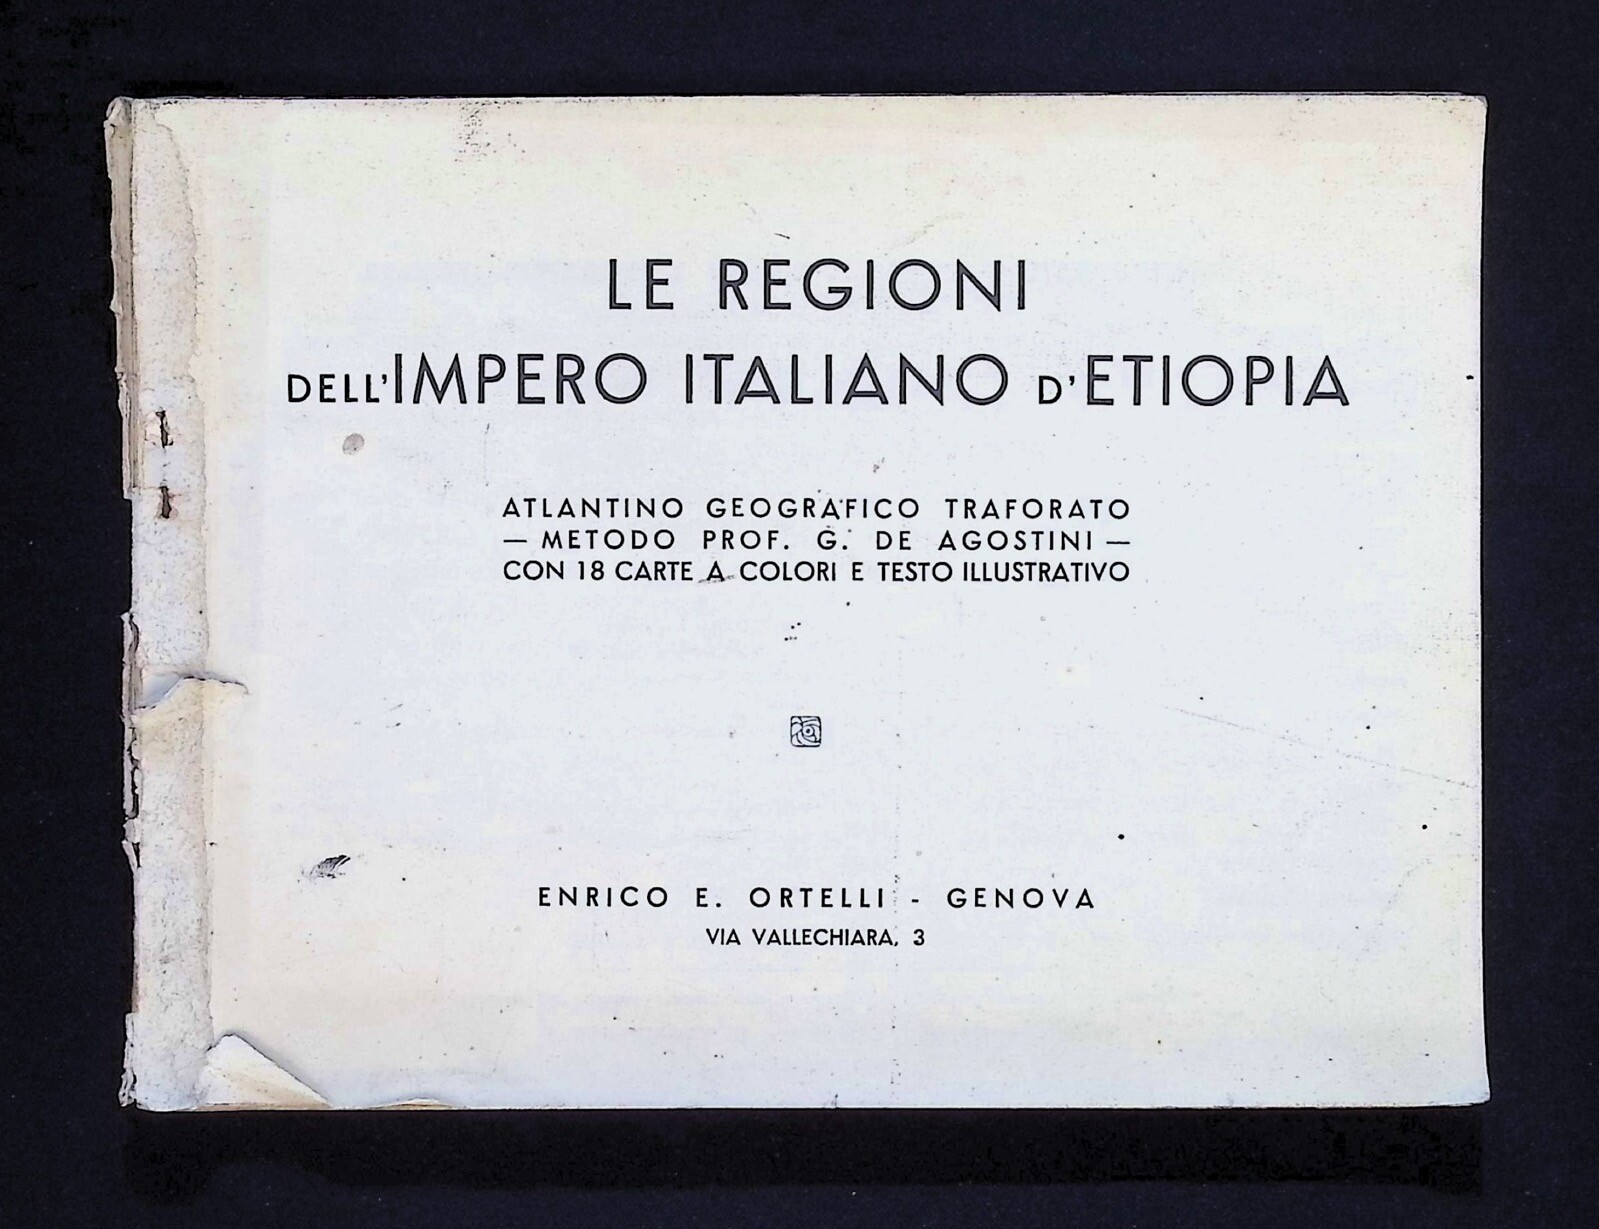 LE REGIONI
DELL'IMPERO ITALIANO D'ETIOPIA
ATLANTINO GEOGRAFICO TRAFORATO
— METODO PROF. G. DE AGOSTINI —
CON 18 CARTE A COLORI E TESTO ILLUSTRATIVO
ENRICO E. ORTELLI - GENOVA
VIA VALLECHIARA, 3